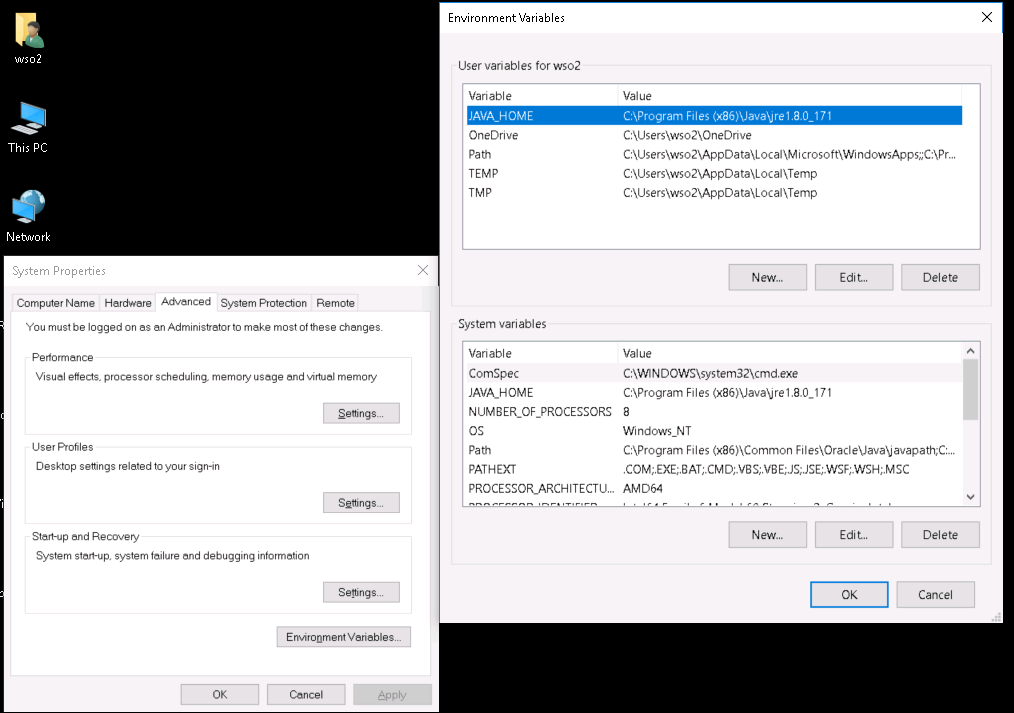 wso2
This PC
Network
System Properties
Computer Name Hardware Advanced System Protection Remote
You must be logged on as an Administrator to make most of these changes.
Performance
Visual effects, processor scheduling, memory usage and virtual memory
Settings...
User Profiles
Desktop settings related to your sign-in
Settings...
Start-up and Recovery
System start-up, system failure and debugging information
Settings...
Environment Variables...
OK Cancel Apply
Environment Variables
User variables for wso2
Variable Value
JAVA_HOME C:\Program Files (x86)\Java\jre1.8.0_171
OneDrive C:\Users\wso2\OneDrive
Path C:\Users\wso2\AppData\Local\Microsoft\WindowsApps;;C:\Pr...
TEMP C:\Users\wso2\AppData\Local\Temp
TMP C:\Users\wso2\AppData\Local\Temp
New... Edit... Delete
System variables
Variable Value
ComSpec C:\WINDOWS\system32\cmd.exe
JAVA_HOME C:\Program Files (x86)\Java\jre1.8.0_171
NUMBER_OF_PROCESSORS 8
OS Windows_NT
Path C:\Program Files (x86)\Common Files\Oracle\Java\javapath;C:...
PATHEXT .COM;.EXE;.BAT;.CMD;.VBS;.VBE;.JS;.JSE;.WSF;.WSH;.MSC
PROCESSOR_ARCHITECTU... AMD64
New... Edit... Delete
OK Cancel